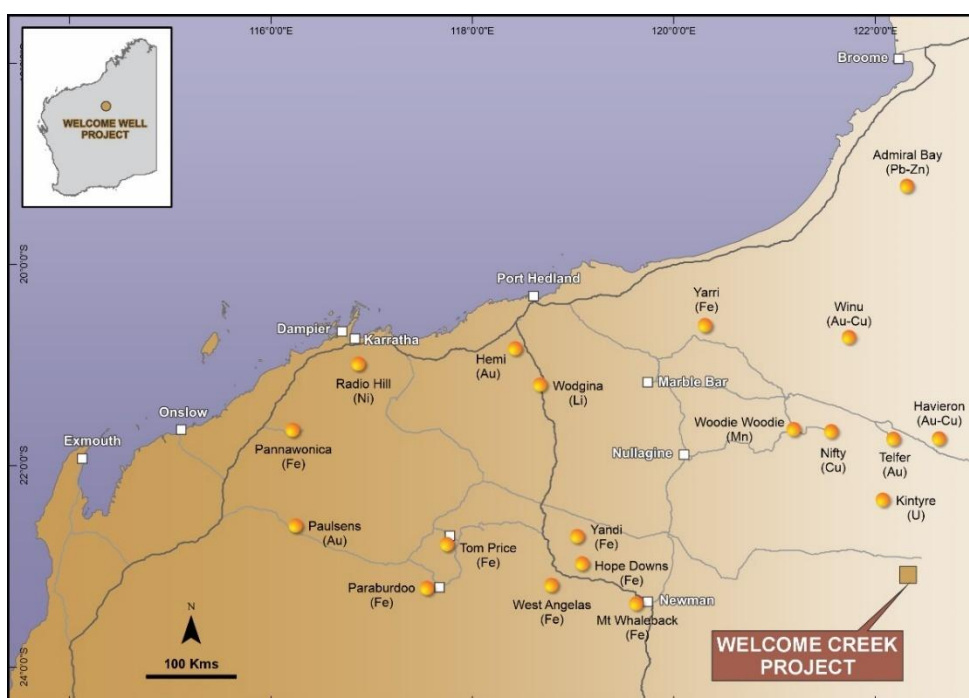 116°0'0"E
118°0'0"E
120°0'0"E
122°0'0"E
WELCOME WELL
PROJECT
Broome
Admiral Bay
(Pb-Zn)
20°0'0"S
Port Hedland
Yarri
(Fe)
Winu
(Au-Cu)
Dampier
Karratha
Hemi
(Au)
Radio Hill
(Ni)
Wodgina
(Li)
Marble Bar
Onslow
Exmouth
Pannawonica
(Fe)
Woodie Woodie
(Mn)
Nifty
(Cu)
Telfer
(Au)
Havieron
(Au-Cu)
22°0'0"S
Nullagine
Kintyre
(U)
Paulsens
(Au)
Tom Price
(Fe)
Yandi
(Fe)
Hope Downs
(Fe)
Paraburdoo
(Fe)
West Angelas
(Fe)
Newman
Mt Whaleback
(Fe)
N
100 Kms
WELCOME CREEK
PROJECT
24°0'0"S